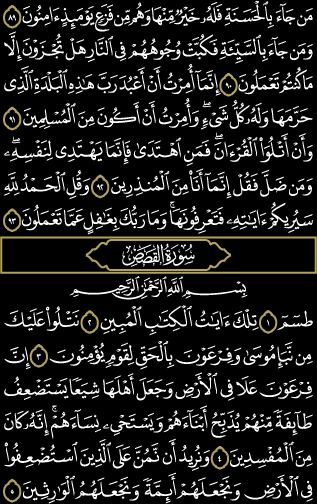 مَن جَآءَ بِٱلْحَسَنَةِ فَلَهُۥ خَيْرٌ مِّنْهَا وَهُم مِّن فَزَعٍ يَوْمَئِذٍ ءَامِنُونَ ٨٩
وَمَن جَآءَ بِٱلسَّيِّئَةِ فَكُبَّتْ وُجُوهُهُمْ فِى ٱلنَّارِ هَلْ تُجْزَوْنَ إِلَّا
مَا كُنتُمْ تَعْمَلُونَ ٩٠ إِنَّمَآ أُمِرْتُ أَنْ أَعْبُدَ رَبَّ هَٰذِهِ ٱلْبَلْدَةِ ٱلَّذِى
حَرَّمَهَا وَلَهُۥ كُلُّ شَىْءٍ ۖ وَأُمِرْتُ أَنْ أَكُونَ مِنَ ٱلْمُسْلِمِينَ ٩١
وَأَنْ أَتْلُوَا۟ ٱلْقُرْءَانَ ۖ فَمَنِ ٱهْتَدَىٰ فَإِنَّمَا يَهْتَدِى لِنَفْسِهِۦ ۖ
وَمَن ضَلَّ فَقُلْ إِنَّمَآ أَنَا۠ مِنَ ٱلْمُنذِرِينَ ٩٢ وَقُلِ ٱلْحَمْدُ لِلَّهِ
سَيُرِيكُمْ ءَايَٰتِهِۦ فَتَعْرِفُونَهَا ۚ وَمَا رَبُّكَ بِغَٰفِلٍ عَمَّا تَعْمَلُونَ ٩٣
سُورَةُ القَصَصِ
بِسْمِ ٱللَّهِ ٱلرَّحْمَٰنِ ٱلرَّحِيمِ
طسٓمٓ ١ تِلْكَ ءَايَٰتُ ٱلْكِتَٰبِ ٱلْمُبِينِ ٢ نَتْلُوا۟ عَلَيْكَ
مِن نَّبَإِ مُوسَىٰ وَفِرْعَوْنَ بِٱلْحَقِّ لِقَوْمٍ يُؤْمِنُونَ ٣ إِنَّ
فِرْعَوْنَ عَلَا فِى ٱلْأَرْضِ وَجَعَلَ أَهْلَهَا شِيَعًا يَسْتَضْعِفُ
طَآئِفَةً مِّنْهُمْ يُذَبِّحُ أَبْنَآءَهُمْ وَيَسْتَحْىِۦ نِسَآءَهُمْ ۚ إِنَّهُۥ كَانَ
مِنَ ٱلْمُفْسِدِينَ ٤ وَنُرِيدُ أَن نَّمُنَّ عَلَى ٱلَّذِينَ ٱسْتُضْعِفُوا۟
فِى ٱلْأَرْضِ وَنَجْعَلَهُمْ أَئِمَّةً وَنَجْعَلَهُمُ ٱلْوَٰرِثِينَ ٥